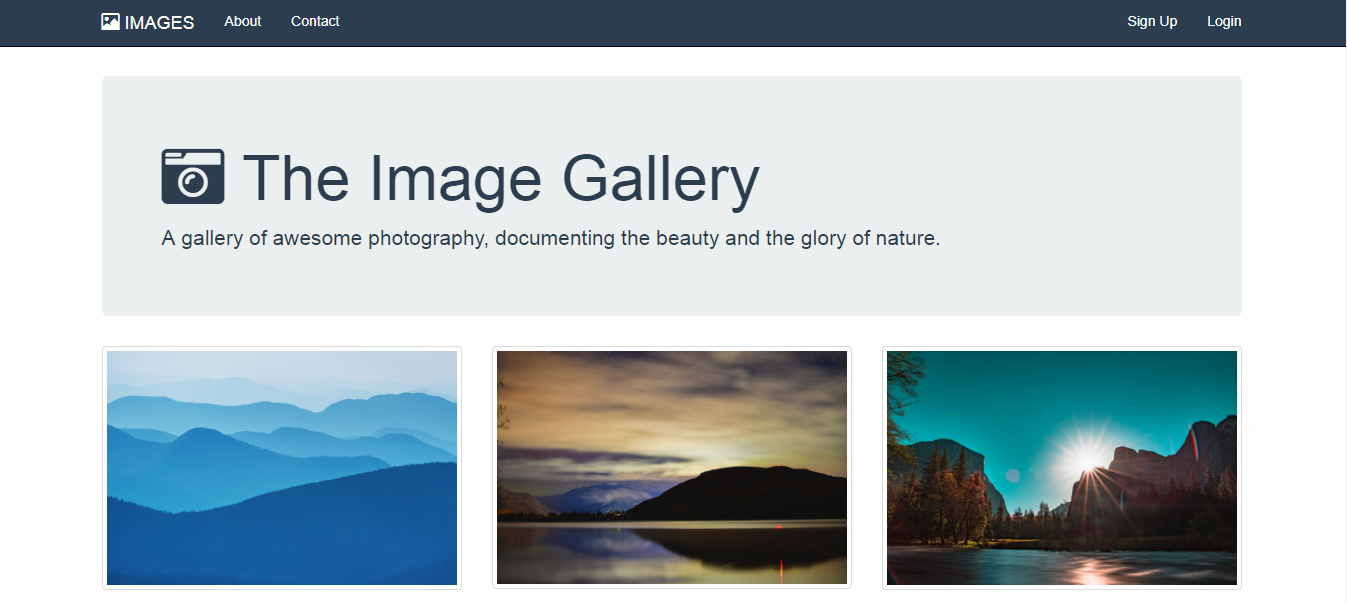 IMAGES About Contact Sign Up Login
The Image Gallery
A gallery of awesome photography, documenting the beauty and the glory of nature.